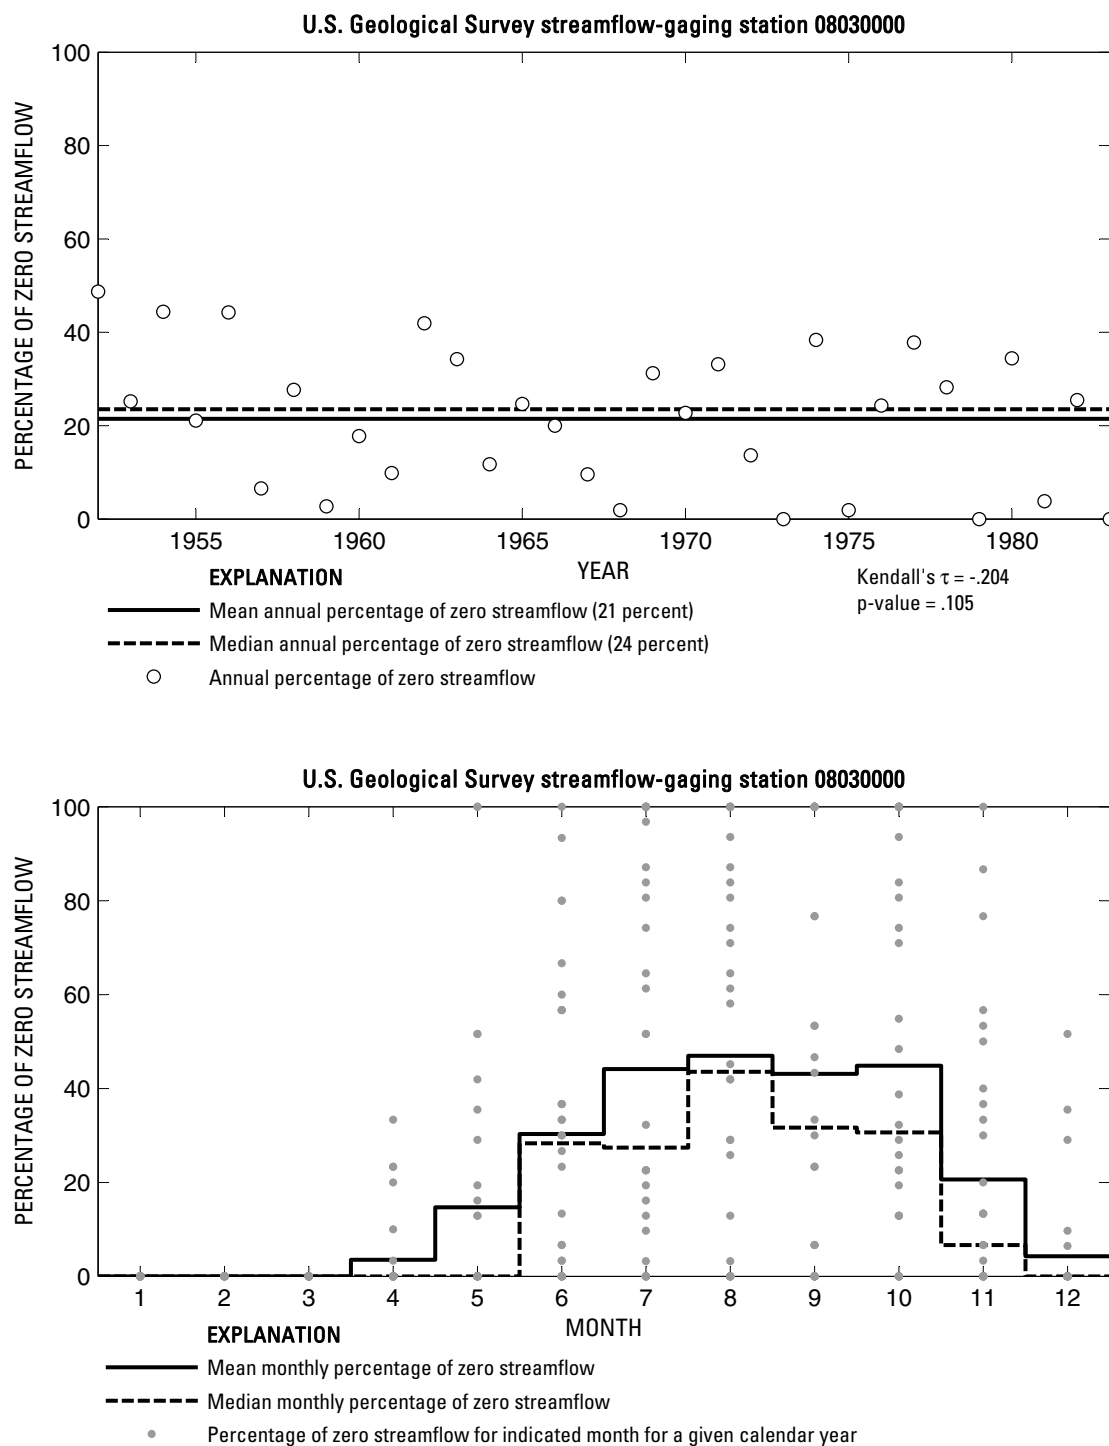 U.S. Geological Survey streamflow-gaging station 08030000
PERCENTAGE OF ZERO STREAMFLOW
100
80
60
40
20
0
1955 1960 1965 1970 1975 1980
YEAR
Kendall's τ = -.204
p-value = .105
EXPLANATION
Mean annual percentage of zero streamflow (21 percent)
Median annual percentage of zero streamflow (24 percent)
Annual percentage of zero streamflow
U.S. Geological Survey streamflow-gaging station 08030000
PERCENTAGE OF ZERO STREAMFLOW
100
80
60
40
20
0
1 2 3 4 5 6 7 8 9 10 11 12
MONTH
EXPLANATION
Mean monthly percentage of zero streamflow
Median monthly percentage of zero streamflow
Percentage of zero streamflow for indicated month for a given calendar year